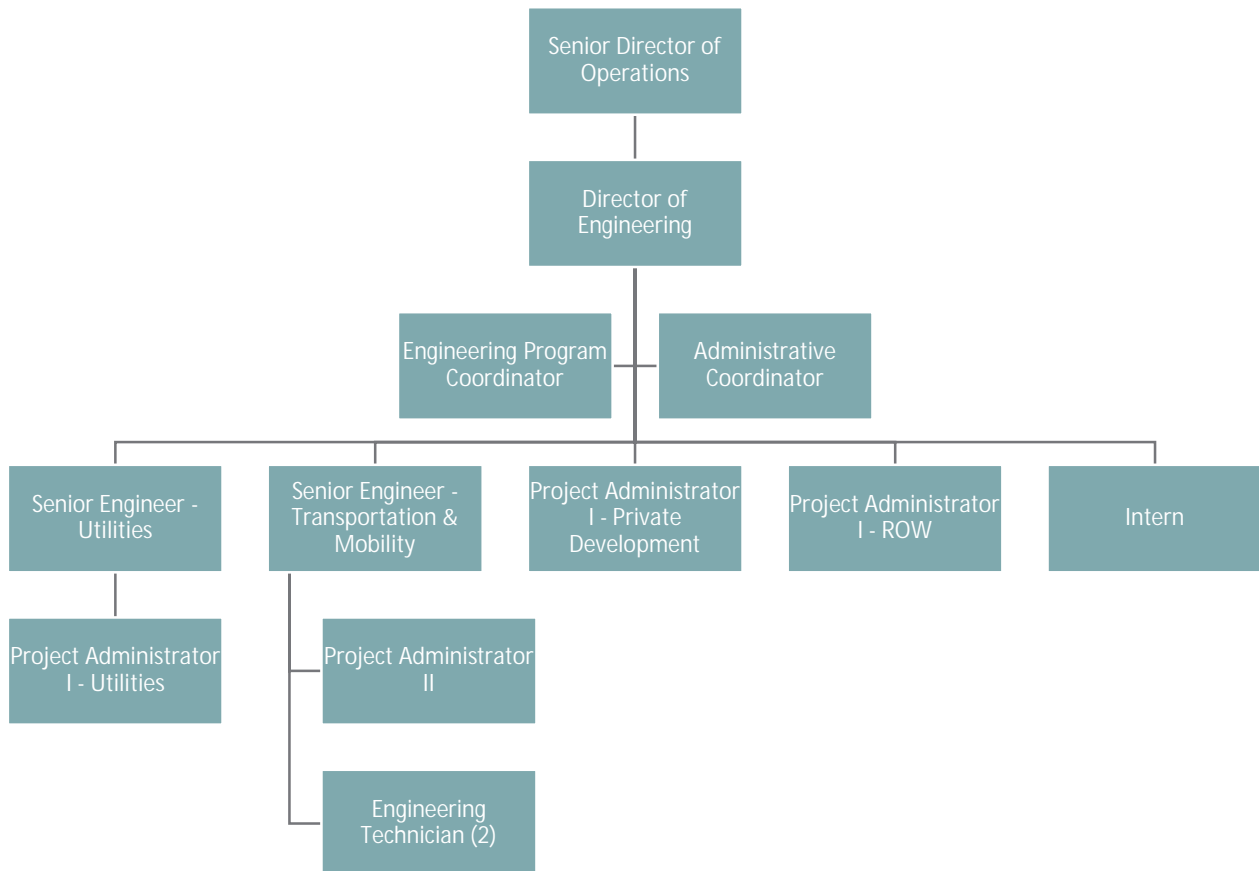 Senior Director of
Operations
Director of
Engineering
Engineering Program
Coordinator
Administrative
Coordinator
Senior Engineer -
Utilities
Senior Engineer -
Transportation &
Mobility
Project Administrator
I - Private
Development
Project Administrator
I - ROW
Intern
Project Administrator
I - Utilities
Project Administrator
II
Engineering
Technician (2)